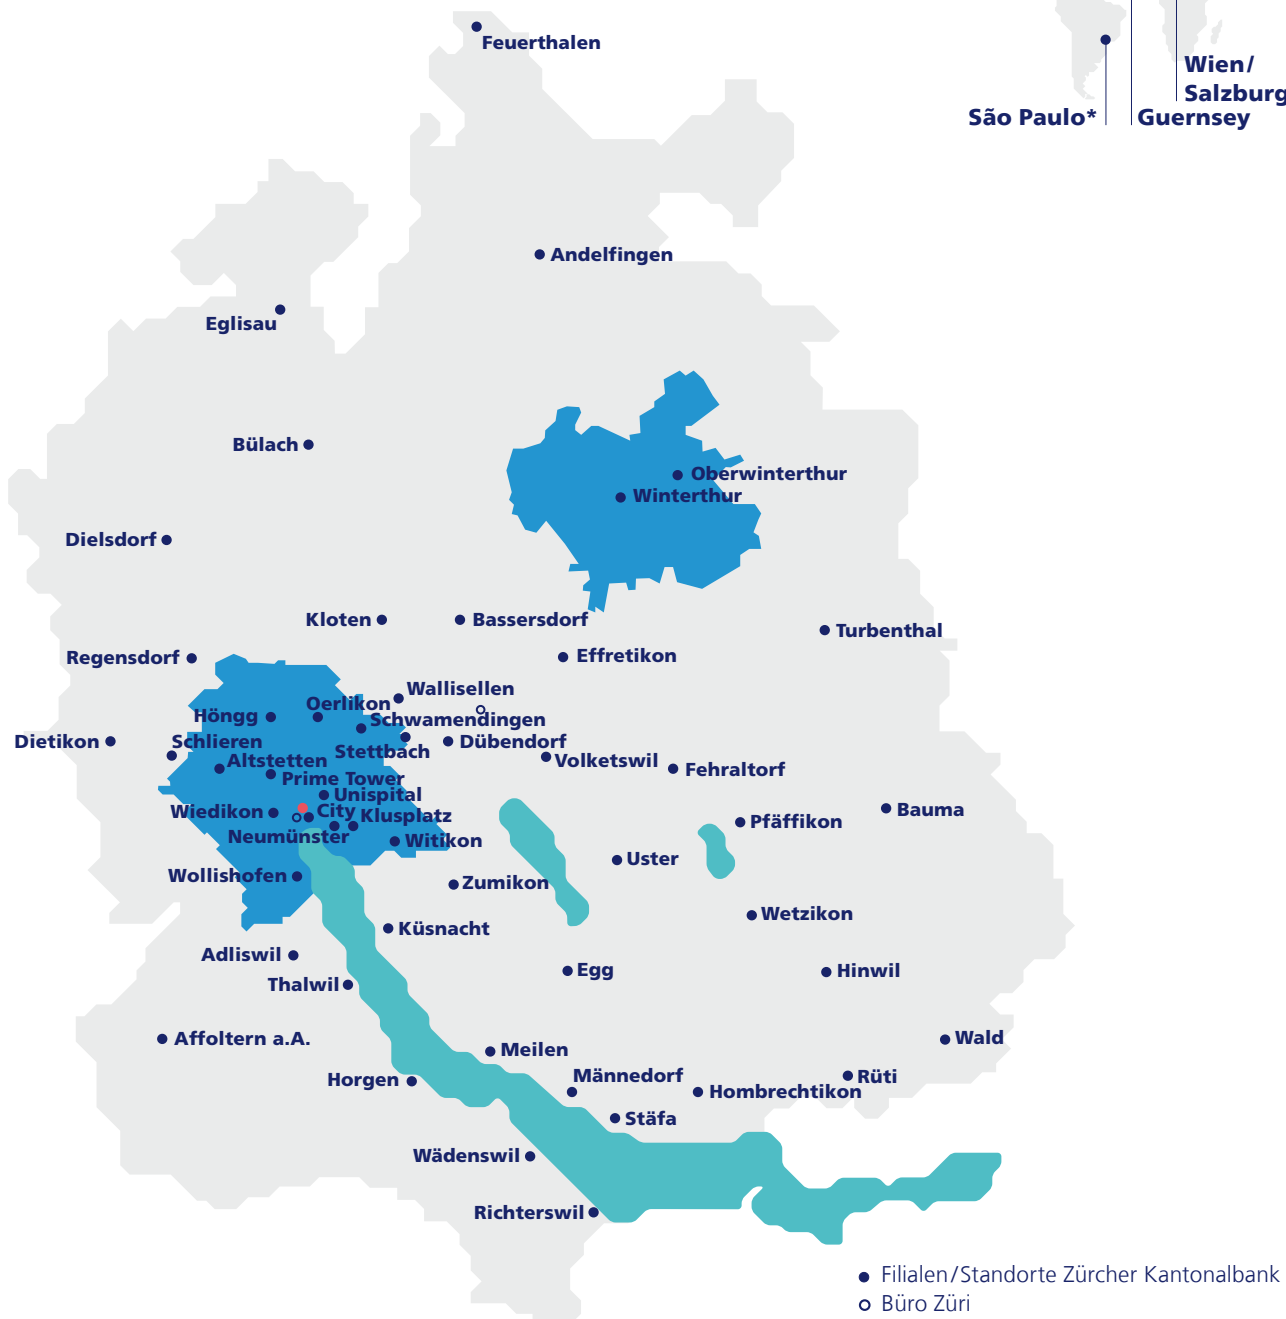 Feuerthalen
Wien/
Salzburg
São Paulo*
Guernsey
Andelfingen
Eglisau
Bülach
Oberwinterthur
Winterthur
Dielsdorf
Kloten
Bassersdorf
Turbenthal
Regensdorf
Effretikon
Wallisellen
Oerlikon
Höngg
Schwamendingen
Dietikon
Schlieren
Stettbach
Dübendorf
Altstetten
Volketswil
Fehraltorf
Prime Tower
Unispital
Wiedikon
City
Klusplatz
Bauma
Pfäffikon
Neumünster
Witikon
Uster
Wollishofen
Zumikon
Wetzikon
Küsnacht
Adliswil
Egg
Hinwil
Thalwil
Affoltern a.A.
Wald
Meilen
Männedorf
Rüti
Horgen
Hombrechtikon
Stäfa
Wädenswil
Richterswil
Filialen/Standorte Zürcher Kantonalbank
Büro Züri